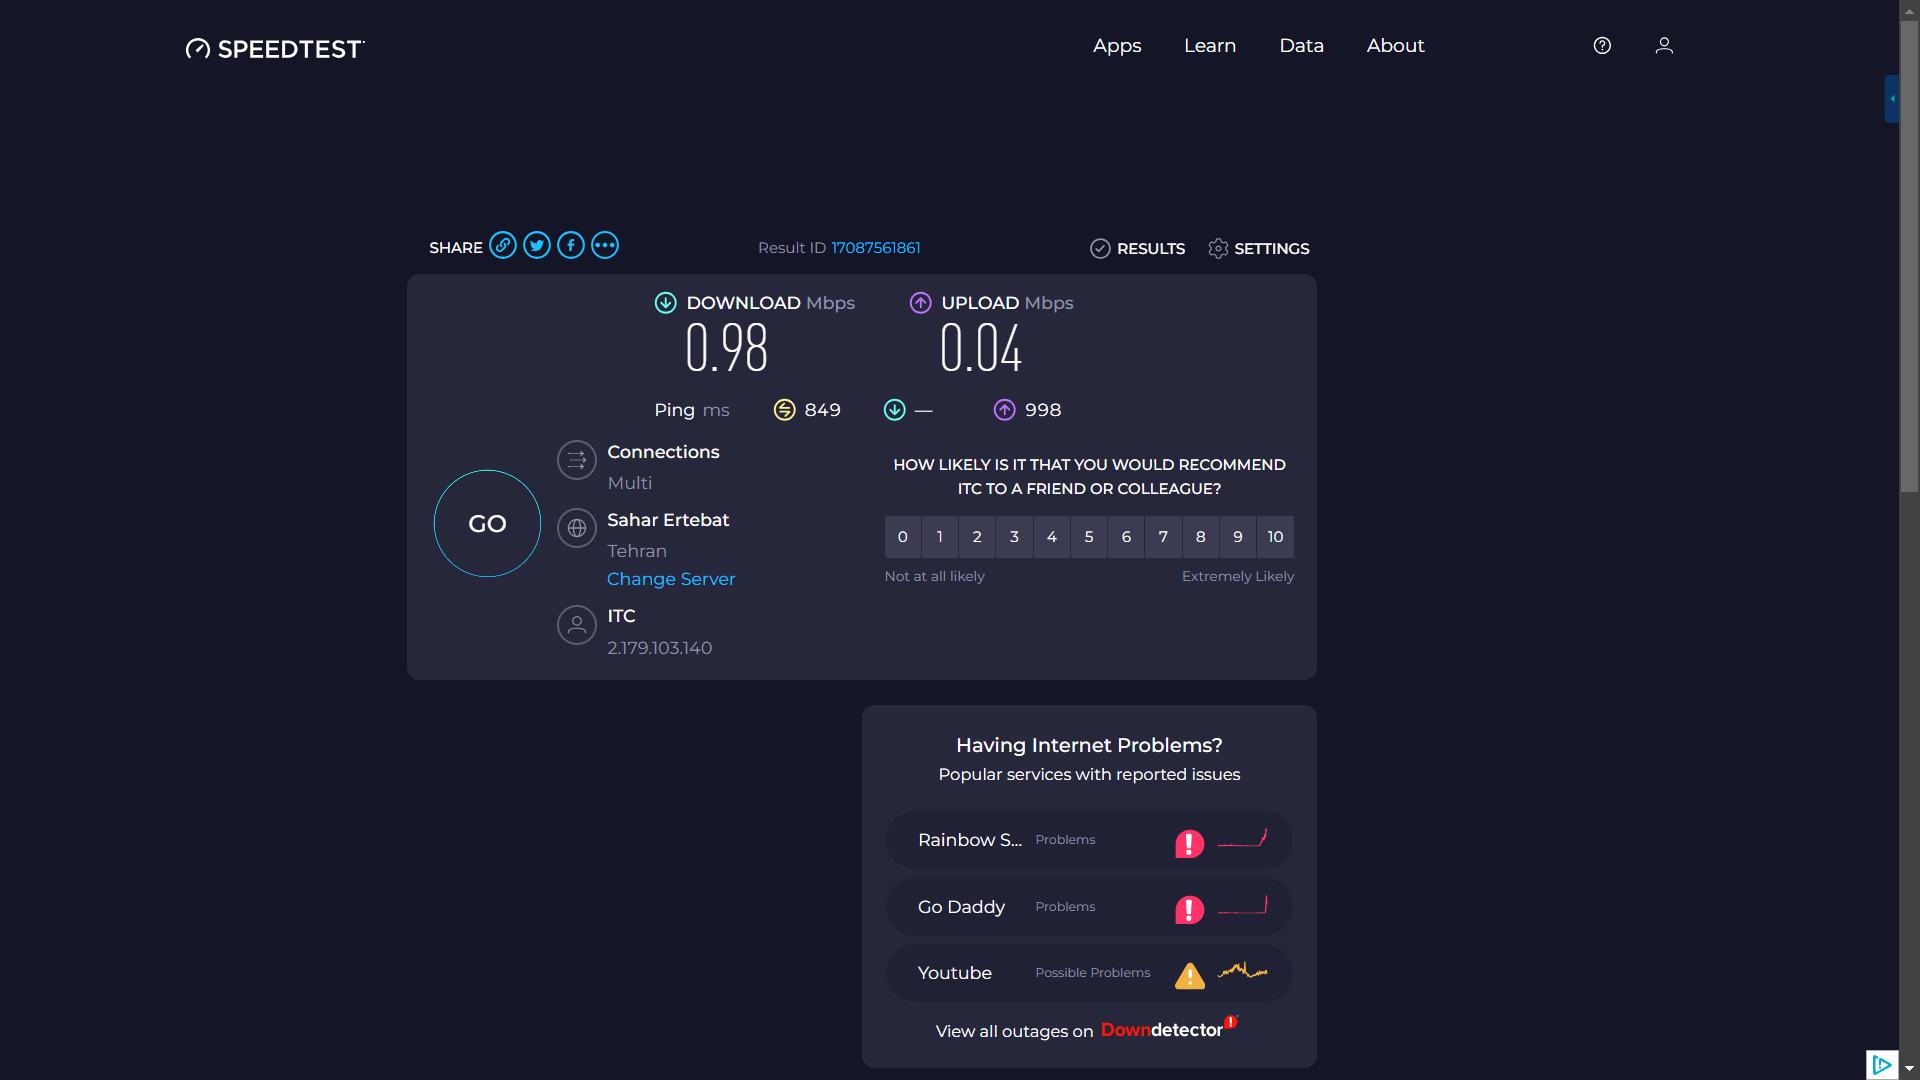 SPEEDTEST
Apps Learn Data About
SHARE
Result ID 17087561861
RESULTS SETTINGS
DOWNLOAD Mbps
0.98
UPLOAD Mbps
0.04
Ping ms 849 — 998
GO
Connections
Multi
Sahar Ertebat
Tehran
Change Server
ITC
2.179.103.140
HOW LIKELY IS IT THAT YOU WOULD RECOMMEND
ITC TO A FRIEND OR COLLEAGUE?
0 1 2 3 4 5 6 7 8 9 10
Not at all likely Extremely Likely
Having Internet Problems?
Popular services with reported issues
Rainbow S... Problems
Go Daddy Problems
Youtube Possible Problems
View all outages on Downdetector